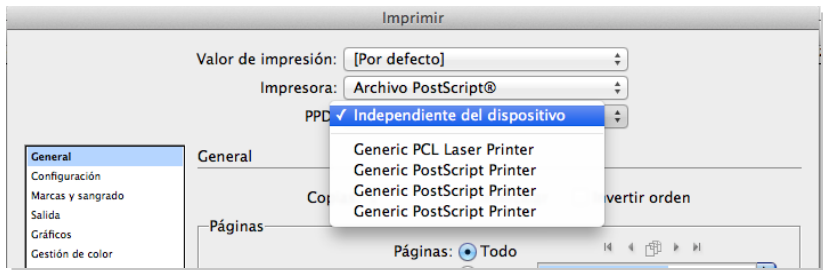 Imprimir
Valor de impresión: [Por defecto]
Impresora: Archivo PostScript®
PPD ✓ Independiente del dispositivo
Generic PCL Laser Printer
Generic PostScript Printer
Generic PostScript Printer
Generic PostScript Printer
General
Configuración
Marcas y sangrado
Salida
Gráficos
Gestión de color
General
Cop
vertir orden
Páginas
Páginas: Todo